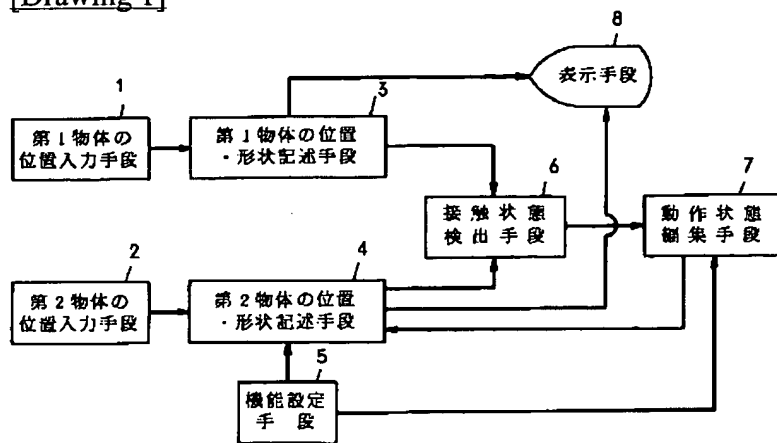 [Drawing 1]
8
表示手段
1
第1物体の
位置入力手段
3
第1物体の位置
・形状記述手段
6
接触状態
検出手段
7
動作状態
編集手段
2
第2物体の
位置入力手段
4
第2物体の位置
・形状記述手段
5
機能設定
手段